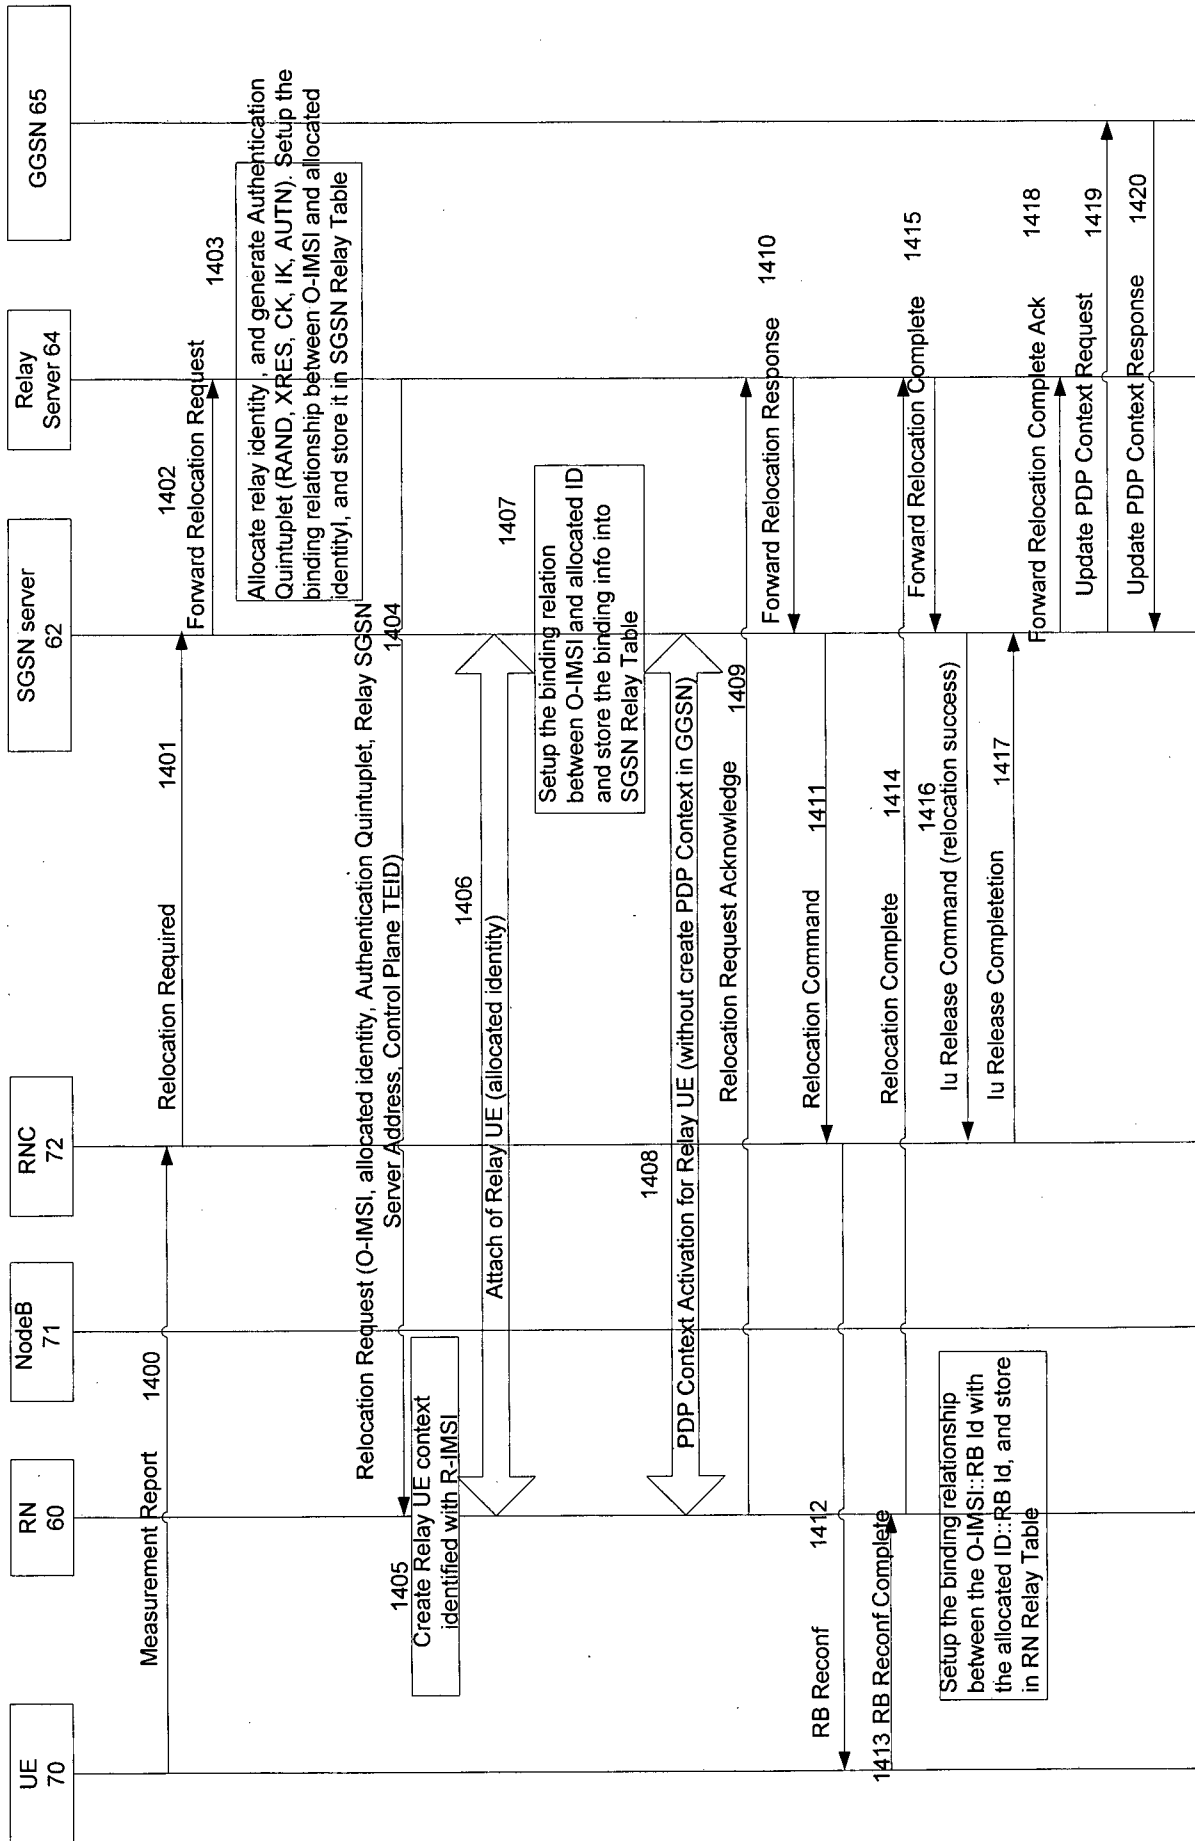 UE
70
RN
60
NodeB
71
RNC
72
SGSN server
62
Relay
Server 64
GGSN 65
Measurement Report
1400
Relocation Required
1401
Forward Relocation Request
1402
1403
Allocate relay identity , and generate Authentication
Quintuplet (RAND, XRES, CK, IK, AUTN). Setup the
binding relationship between O-IMSI and allocated
identityI, and store it in SGSN Relay Table
Relocation Request (O-IMSI, allocated identity, Authentication Quintuplet, Relay SGSN
Server Address, Control Plane TEID)
1404
1405
Create Relay UE context
identified with R-IMSI
1406
Attach of Relay UE (allocated identity)
1407
Setup the binding relation
between O-IMSI and allocated ID
and store the binding info into
SGSN Relay Table
1408
PDP Context Activation for Relay UE (without create PDP Context in GGSN)
Relocation Request Acknowledge
1409
Forward Relocation Response
1410
Relocation Command
1411
RB Reconf
1412
1413 RB Reconf Complete
Relocation Complete
1414
Setup the binding relationship
between the O-IMSI::RB Id with
the allocated ID::RB Id, and store
in RN Relay Table
Forward Relocation Complete
1415
1416
Iu Release Command (relocation success)
Iu Release Completetion
1417
Forward Relocation Complete Ack
1418
Update PDP Context Request
1419
Update PDP Context Response
1420